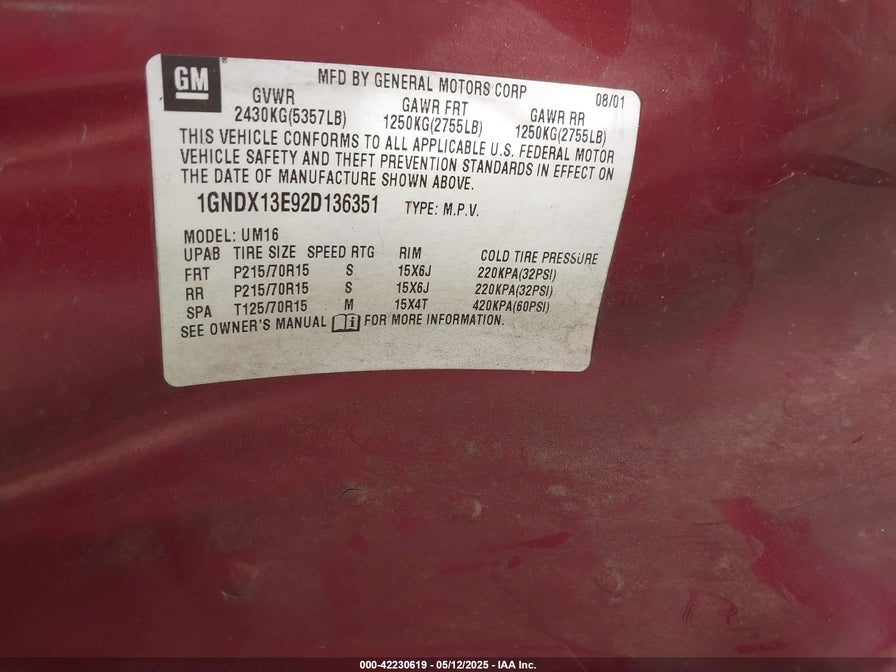 GM
MFD BY GENERAL MOTORS CORP 08/01
GVWR GAWR FRT GAWR RR
2430KG(5357LB) 1250KG(2755LB) 1250KG(2755LB)
THIS VEHICLE CONFORMS TO ALL APPLICABLE U.S. FEDERAL MOTOR
VEHICLE SAFETY AND THEFT PREVENTION STANDARDS IN EFFECT ON
THE DATE OF MANUFACTURE SHOWN ABOVE.
1GNDX13E92D136351 TYPE: M.P.V.
MODEL: UM16
UPAB TIRE SIZE SPEED RTG RIM COLD TIRE PRESSURE
FRT P215/70R15 S 15X6J 220KPA(32PSI)
RR P215/70R15 S 15X6J 220KPA(32PSI)
SPA T125/70R15 M 15X4T 420KPA(60PSI)
SEE OWNER'S MANUAL FOR MORE INFORMATION.
000-42230619 - 05/12/2025 - IAA Inc.